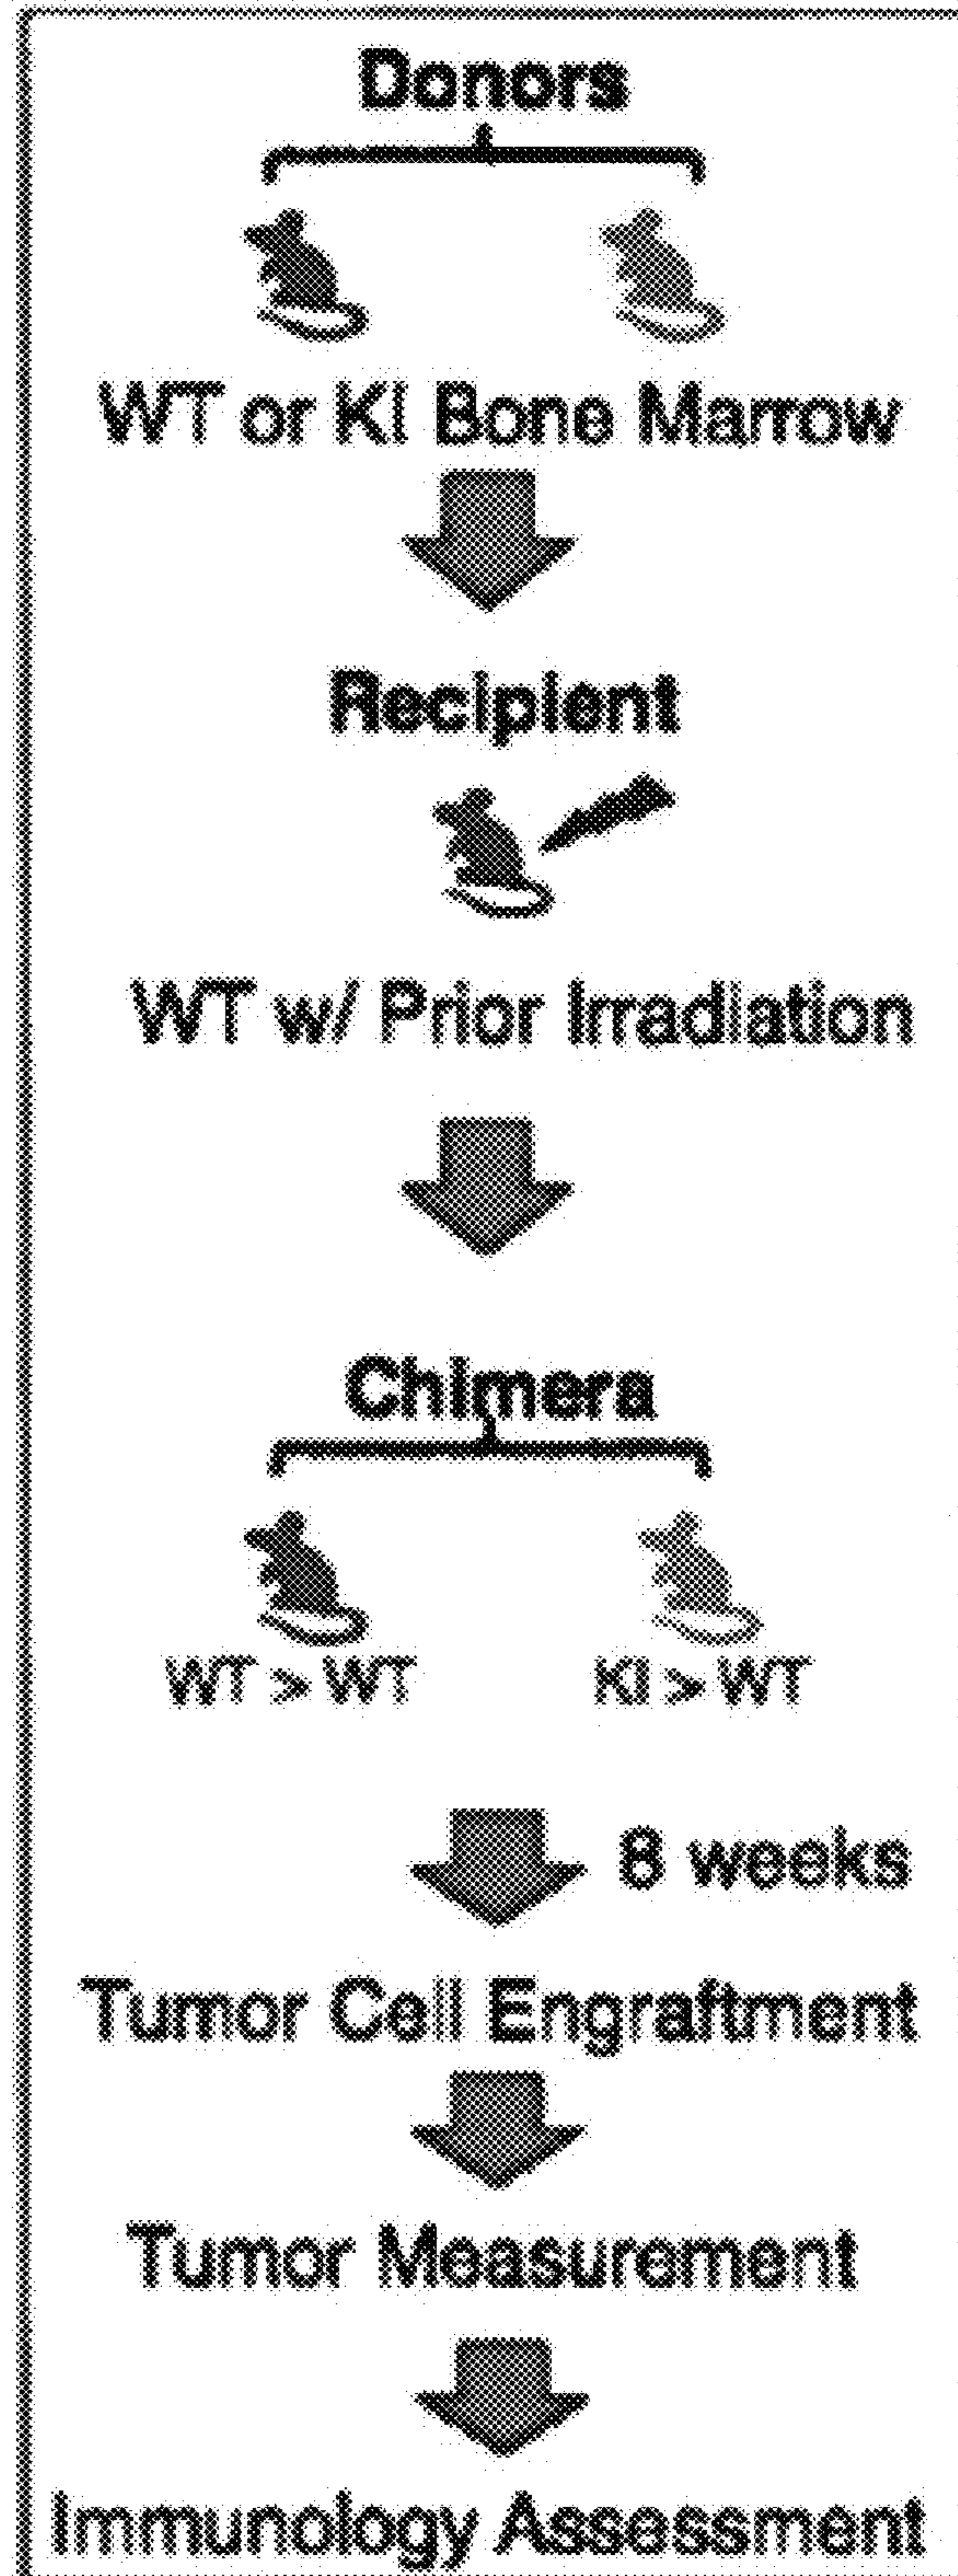 Donors
WT or KI Bone Marrow
Recipient
WT w/ Prior Irradiation
Chimera
WT > WT KI > WT
8 weeks
Tumor Cell Engraftment
Tumor Measurement
Immunology Assessment